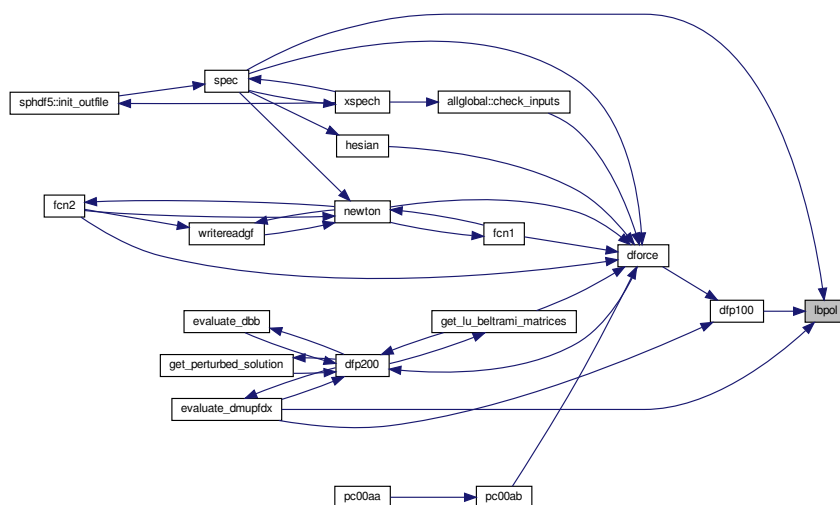 spec
sphdf5::init_outfile
xspech
allglobal::check_inputs
hesian
fcn2
newton
writereadgf
fcn1
dforce
lbpol
dfp100
evaluate_dbb
get_lu_beltrami_matrices
get_perturbed_solution
dfp200
evaluate_dmupfdx
pc00aa
pc00ab